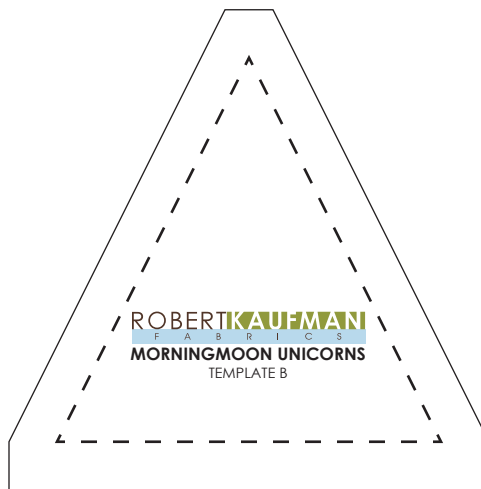 ROBERTKAUFMAN
FABRICS
MORNINGMOON UNICORNS
TEMPLATE B